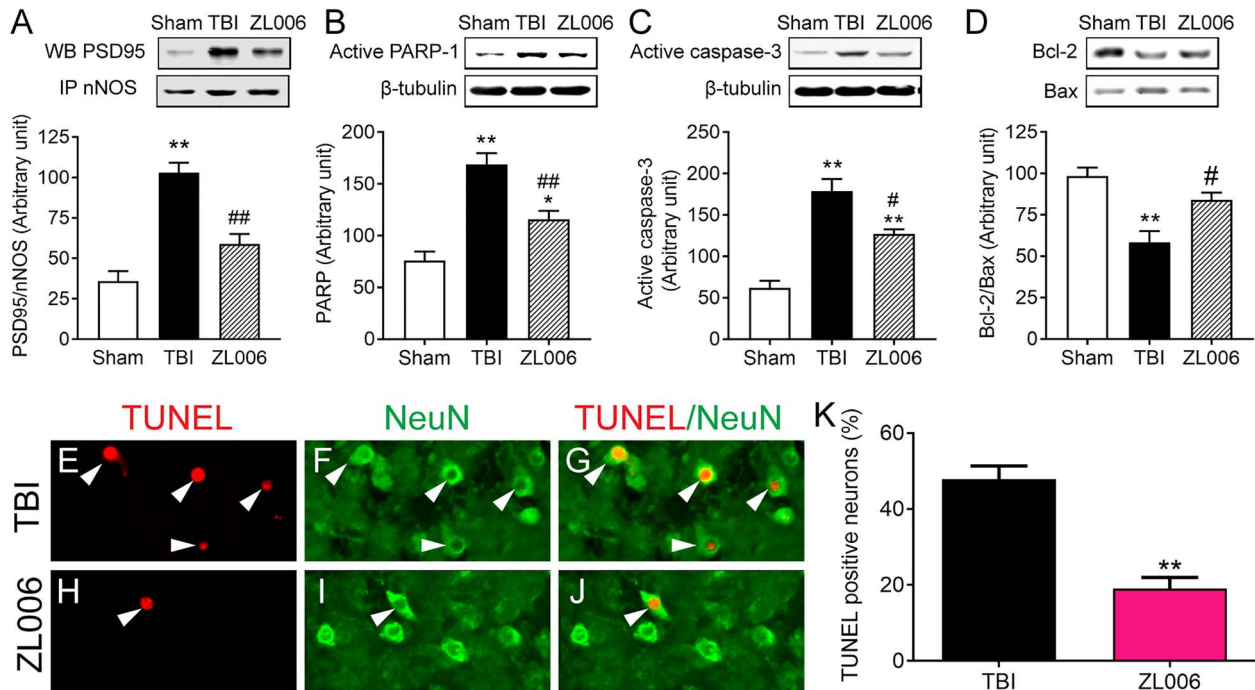 A
Sham TBI ZL006
WB PSD95
IP nNOS
PSD95/nNOS (Arbitrary unit)
125
100
75
50
25
0
**
##
Sham TBI ZL006
B
Sham TBI ZL006
Active PARP-1
β-tubulin
PARP (Arbitrary unit)
200
150
100
50
0
**
##
*
Sham TBI ZL006
C
Sham TBI ZL006
Active caspase-3
β-tubulin
Active caspase-3
(Arbitrary unit)
250
200
150
100
50
0
**
#
**
Sham TBI ZL006
D
Sham TBI ZL006
Bcl-2
Bax
Bcl-2/Bax (Arbitrary unit)
100
75
50
25
0
**
#
Sham TBI ZL006
TUNEL NeuN TUNEL/NeuN
TBI
E F G
ZL006
H I J
K
TUNEL positive neurons (%)
60
40
20
0
**
TBI ZL006